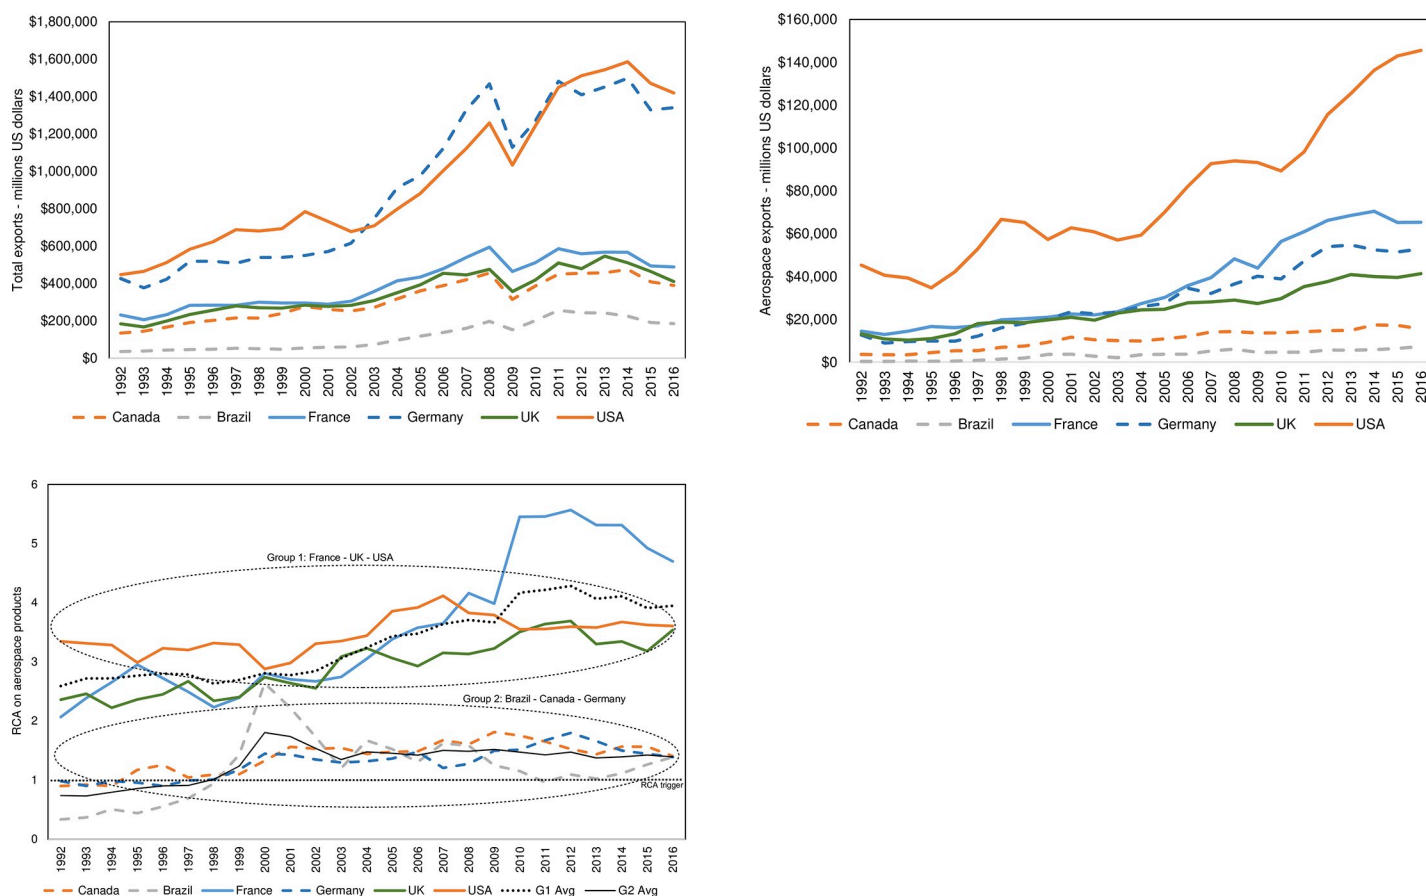 Total exports - millions US dollars
$1,800,000
$1,600,000
$1,400,000
$1,200,000
$1,000,000
$800,000
$600,000
$400,000
$200,000
$0
1992 1993 1994 1995 1996 1997 1998 1999 2000 2001 2002 2003 2004 2005 2006 2007 2008 2009 2010 2011 2012 2013 2014 2015 2016
Canada Brazil France Germany UK USA
Aerospace exports - millions US dollars
$160,000
$140,000
$120,000
$100,000
$80,000
$60,000
$40,000
$20,000
$0
1992 1993 1994 1995 1996 1997 1998 1999 2000 2001 2002 2003 2004 2005 2006 2007 2008 2009 2010 2011 2012 2013 2014 2015 2016
Canada Brazil France Germany UK USA
RCA on aerospace products
6
5
4
3
2
1
0
Group 1: France - UK - USA
Group 2: Brazil - Canada - Germany
RCA trigger
1992 1993 1994 1995 1996 1997 1998 1999 2000 2001 2002 2003 2004 2005 2006 2007 2008 2009 2010 2011 2012 2013 2014 2015 2016
Canada Brazil France Germany UK USA G1 Avg G2 Avg